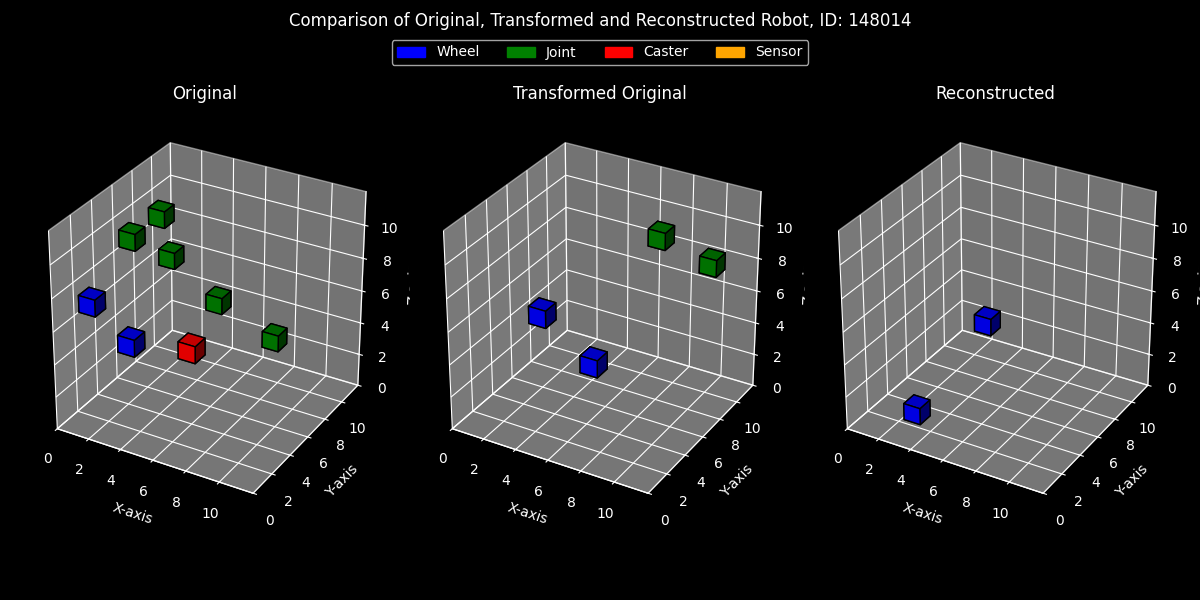 Comparison of Original, Transformed and Reconstructed Robot, ID: 148014
Wheel Joint Caster Sensor
Original
Transformed Original
Reconstructed
0 2 4 6 8 10
X-axis
0 2 4 6 8 10
Y-axis
0 2 4 6 8 10
0 2 4 6 8 10
X-axis
0 2 4 6 8 10
Y-axis
0 2 4 6 8 10
0 2 4 6 8 10
X-axis
0 2 4 6 8 10
Y-axis
0 2 4 6 8 10